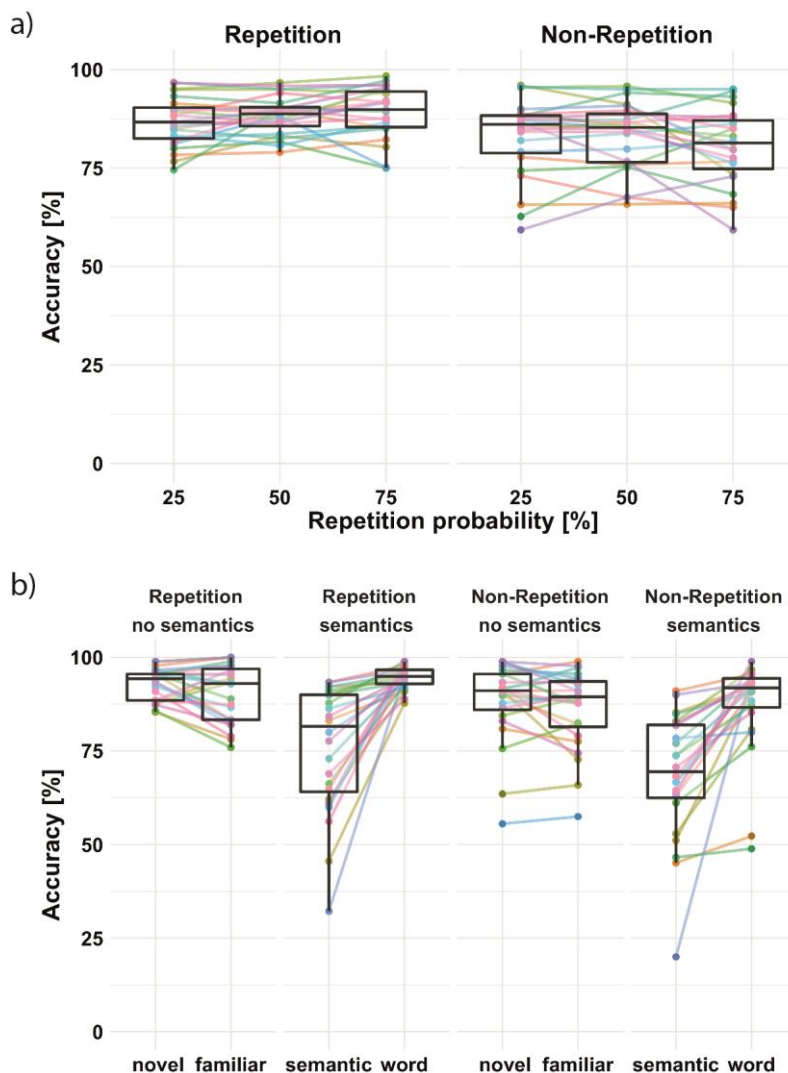 a)
Repetition Non-Repetition
Accuracy [%]
100
75
50
25
0
25 50 75 25 50 75
Repetition probability [%]
b)
Repetition Repetition Non-Repetition Non-Repetition
no semantics semantics no semantics semantics
Accuracy [%]
100
75
50
25
0
novel familiar semantic word novel familiar semantic word